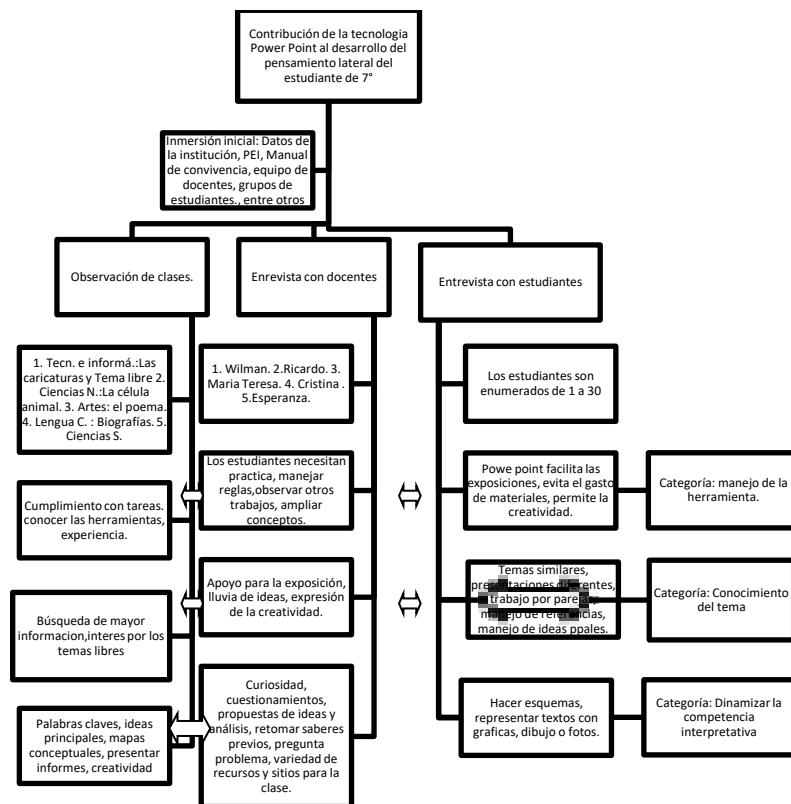 Contribución de la tecnologia
Power Point al desarrollo del
pensamiento lateral del
estudiante de 7°
Inmersión inicial: Datos de
la institución, PEI, Manual
de convivencia, equipo de
docentes, grupos de
estudiantes., entre otros
Observación de clases.
Enrevista con docentes
Entrevista con estudiantes
1. Tecn. e informá.:Las
caricaturas y Tema libre 2.
Ciencias N.:La célula
animal. 3. Artes: el poema.
4. Lengua C. : Biografías. 5.
Ciencias S.
1. Wilman. 2.Ricardo. 3.
Maria Teresa. 4. Cristina .
5.Esperanza.
Los estudiantes son
enumerados de 1 a 30
Cumplimiento con tareas.
conocer las herramientas,
experiencia.
Los estudiantes necesitan
practica, manejar
reglas,observar otros
trabajos, ampliar
conceptos.
Powe point facilita las
exposiciones, evita el gasto
de materiales, permite la
creatividad.
Categoría: manejo de la
herramienta.
Búsqueda de mayor
informacion,interes por los
temas libres
Apoyo para la exposición,
lluvia de ideas, expresión
de la creatividad.
Temas similares,
presentaciones diferentes,
trabajo por parejas,
manejo de referencias,
manejo de ideas ppales.
Categoría: Conocimiento
del tema
Palabras claves, ideas
principales, mapas
conceptuales, presentar
informes, creatividad
Curiosidad,
cuestionamientos,
propuestas de ideas y
análisis, retomar saberes
previos, pregunta
problema, variedad de
recursos y sitios para la
clase.
Hacer esquemas,
representar textos con
graficas, dibujo o fotos.
Categoría: Dinamizar la
competencia
interpretativa